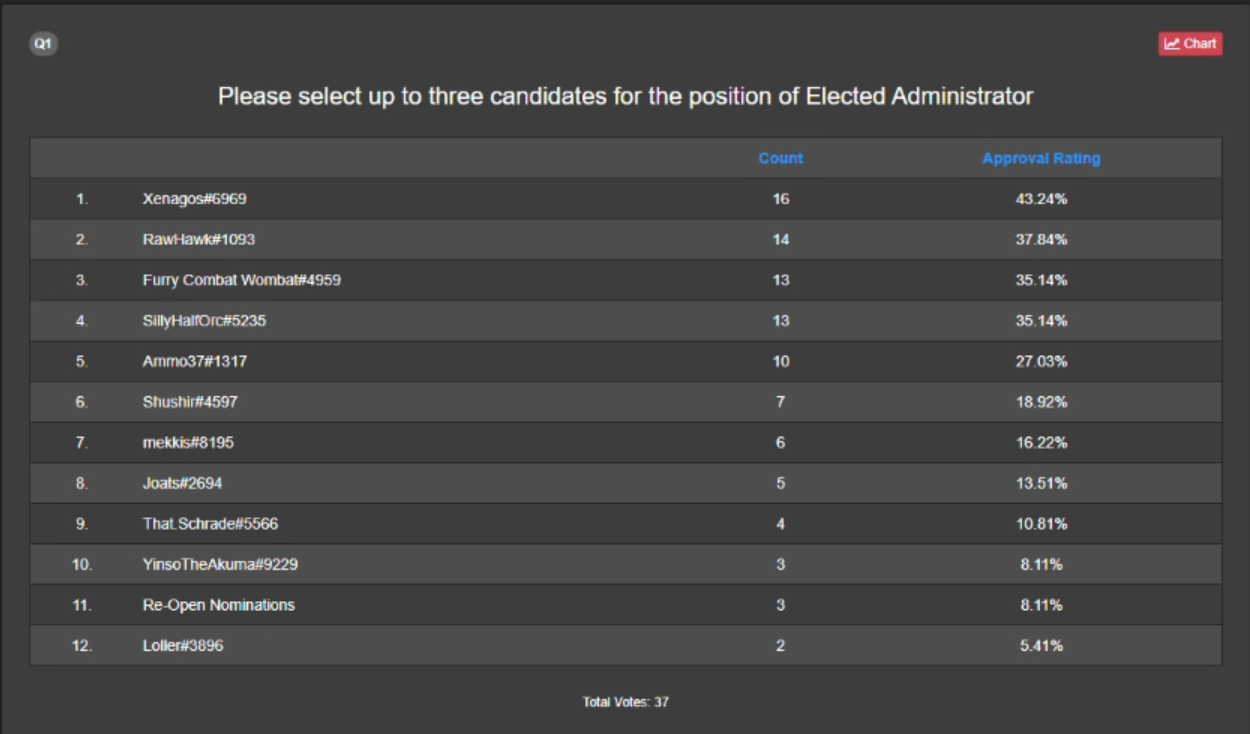 Q1
Chart
Please select up to three candidates for the position of Elected Administrator
Count Approval Rating
1. Xenagos#6969 16 43.24%
2. RawHawk#1093 14 37.84%
3. Furry Combat Wombat#4959 13 35.14%
4. SillyHalfOrc#5235 13 35.14%
5. Ammo37#1317 10 27.03%
6. Shushir#4597 7 18.92%
7. mekkis#8195 6 16.22%
8. Joats#2694 5 13.51%
9. That.Schrade#5566 4 10.81%
10. YinsoTheAkuma#9229 3 8.11%
11. Re-Open Nominations 3 8.11%
12. Loller#3896 2 5.41%
Total Votes: 37